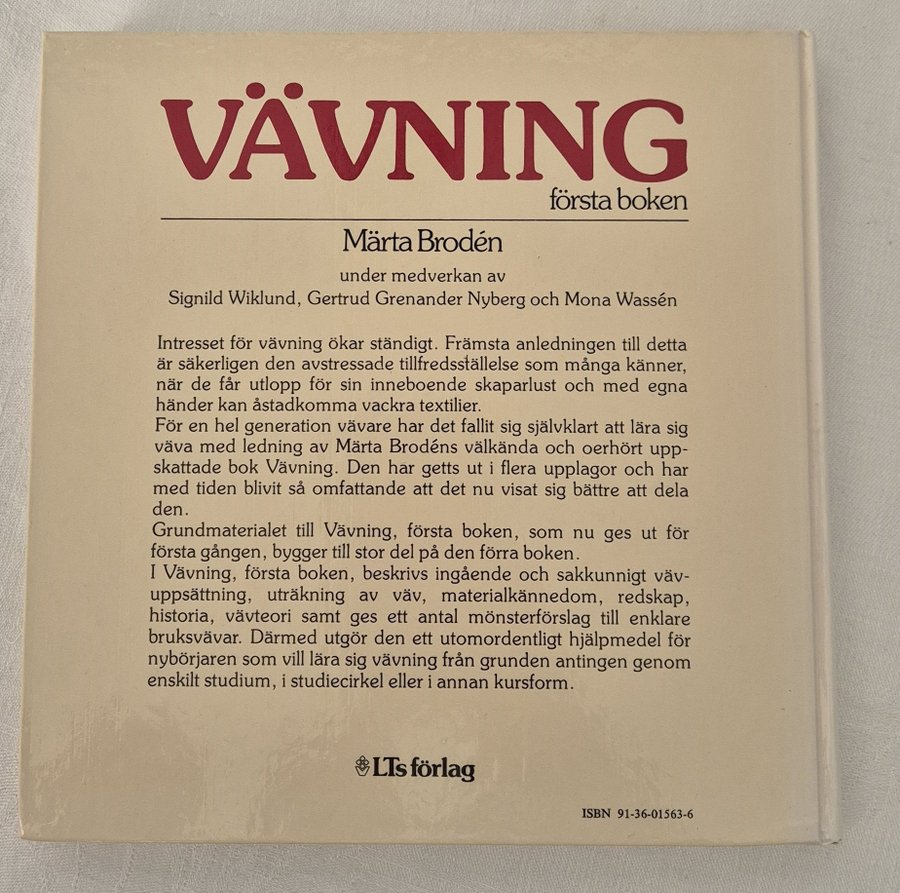 VÄVNING
första boken
Märta Brodén
under medverkan av
Signild Wiklund, Gertrud Grenander Nyberg och Mona Wassén
Intresset för vävning ökar ständigt. Främsta anledningen till detta
är säkerligen den avstressade tillfredsställelse som många känner,
när de får utlopp för sin inneboende skaparlust och med egna
händer kan åstadkomma vackra textilier.
För en hel generation vävare har det fallit sig självklart att lära sig
väva med ledning av Märta Brodéns välkända och oerhört upp-
skattade bok Vävning. Den har getts ut i flera upplagor och har
med tiden blivit så omfattande att det nu visat sig bättre att dela
den.
Grundmaterialet till Vävning, första boken, som nu ges ut för
första gången, bygger till stor del på den förra boken.
I Vävning, första boken, beskrivs ingående och sakkunnigt väv-
uppsättning, uträkning av väv, materialkännedom, redskap,
historia, vävteori samt ges ett antal mönsterförslag till enklare
bruksvävar. Därmed utgör den ett utomordentligt hjälpmedel för
nybörjaren som vill lära sig vävning från grunden antingen genom
enskilt studium, i studiecirkel eller i annan kursform.
LTs förlag
ISBN 91-36-01563-6